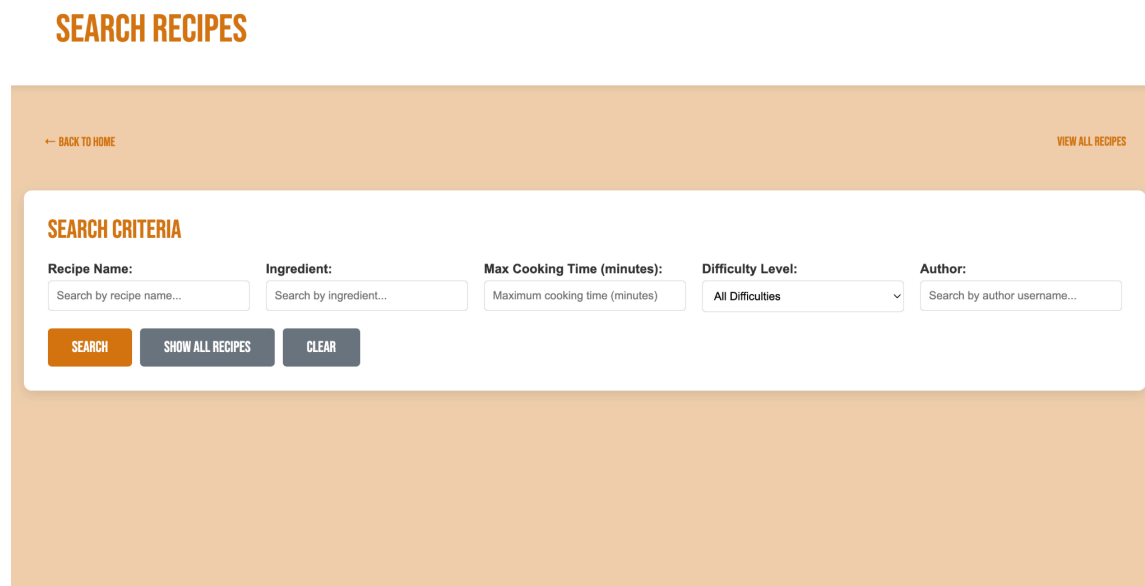 SEARCH RECIPES
← BACK TO HOME
VIEW ALL RECIPES
SEARCH CRITERIA
Recipe Name:
Search by recipe name...
Ingredient:
Search by ingredient...
Max Cooking Time (minutes):
Maximum cooking time (minutes)
Difficulty Level:
All Difficulties
Author:
Search by author username...
SEARCH
SHOW ALL RECIPES
CLEAR